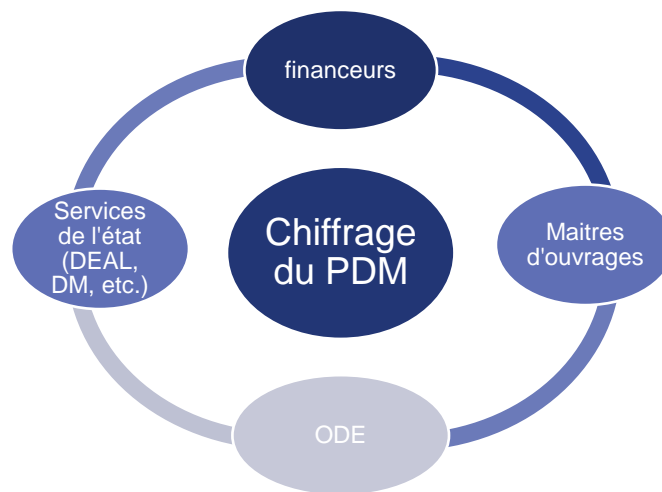 financeurs
Services
de l'état
(DEAL,
DM, etc.)
Chiffrage
du PDM
Maitres
d'ouvrages
ODE